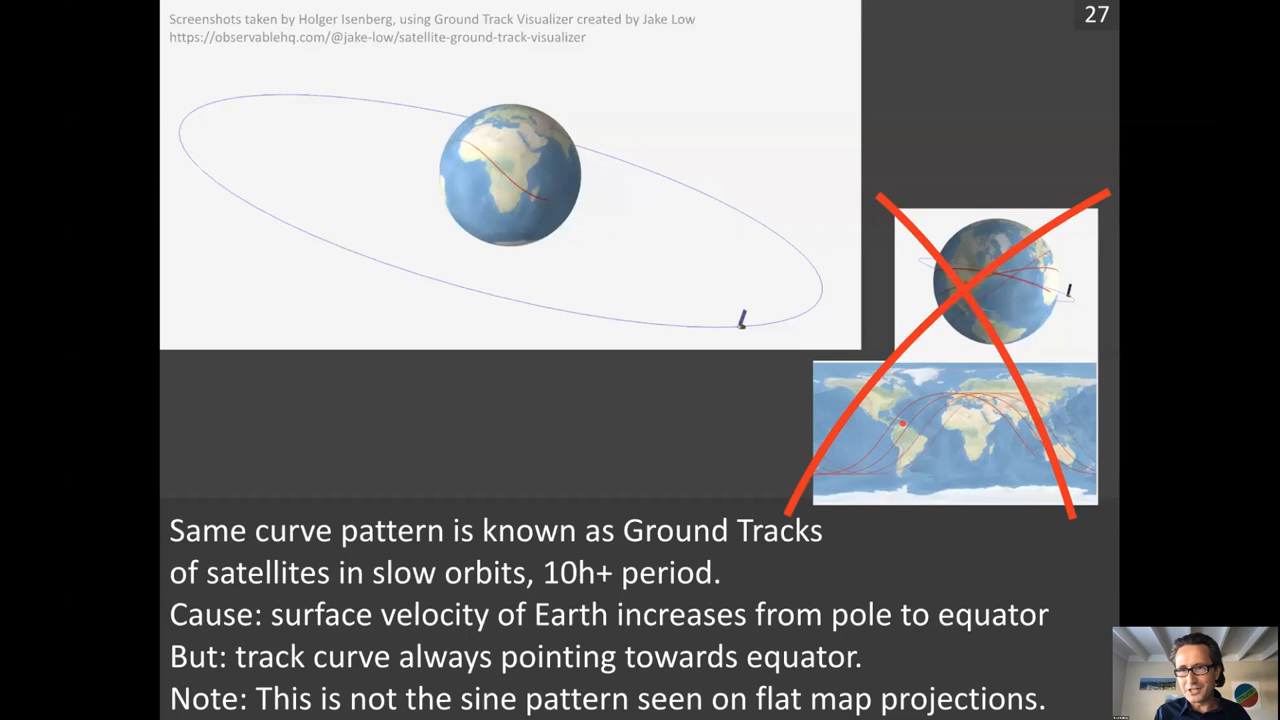 Screenshots taken by Holger Isenberg, using Ground Track Visualizer created by Jake Low
https://observablehq.com/@jake-low/satellite-ground-track-visualizer
27
Same curve pattern is known as Ground Tracks
of satellites in slow orbits, 10h+ period.
Cause: surface velocity of Earth increases from pole to equator
But: track curve always pointing towards equator.
Note: This is not the sine pattern seen on flat map projections.